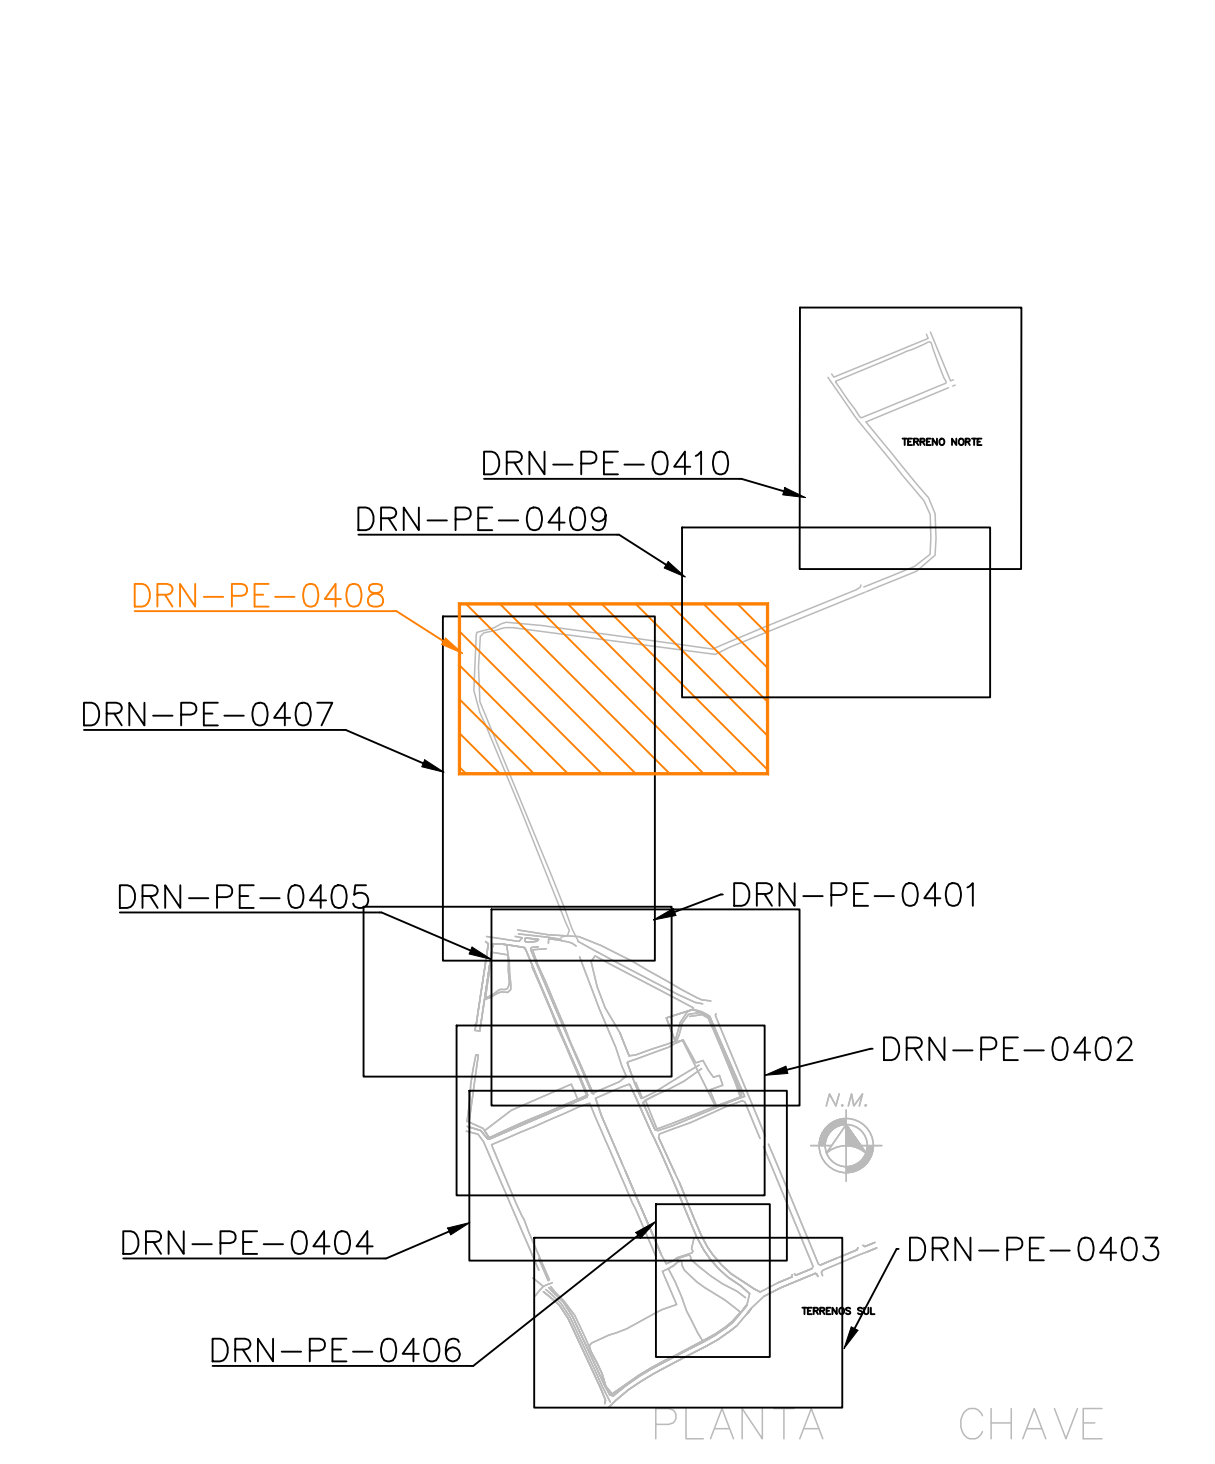 TERRENO NORTE
DRN-PE-0410
DRN-PE-0409
DRN-PE-0408
DRN-PE-0407
DRN-PE-0405
DRN-PE-0401
DRN-PE-0402
N.M.
DRN-PE-0404
DRN-PE-0403
TERRENOS SUL
DRN-PE-0406
PLANTA CHAVE